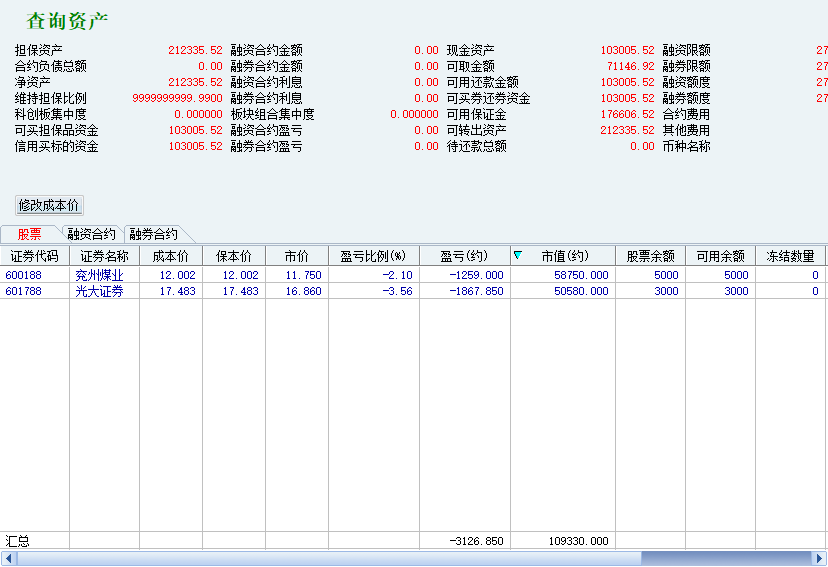 查询资产
担保资产 212335.52 融资合约金额 0.00 现金资产 103005.52 融资限额 27
合约负债总额 0.00 融券合约金额 0.00 可取金额 71146.92 融券限额 27
净资产 212335.52 融资合约利息 0.00 可用还款金额 103005.52 融资额度 27
维持担保比例 9999999999.9900 融券合约利息 0.00 可买券还券资金 103005.52 融券额度 27
科创板集中度 0.000000 板块组合集中度 0.000000 可用保证金 176606.52 合约费用
可买担保品资金 103005.52 融资合约盈亏 0.00 可转出资产 212335.52 其他费用
信用买标的资金 103005.52 融券合约盈亏 0.00 待还款总额 0.00 币种名称
修改成本价
股票 融资合约 融券合约
证券代码 证券名称 成本价 保本价 市价 盈亏比例(%) 盈亏(约) 市值(约) 股票余额 可用余额 冻结数量
600188 兖州煤业 12.002 12.002 11.750 -2.10 -1259.000 58750.000 5000 5000 0
601788 光大证券 17.483 17.483 16.860 -3.56 -1867.850 50580.000 3000 3000 0
汇总 -3126.850 109330.000